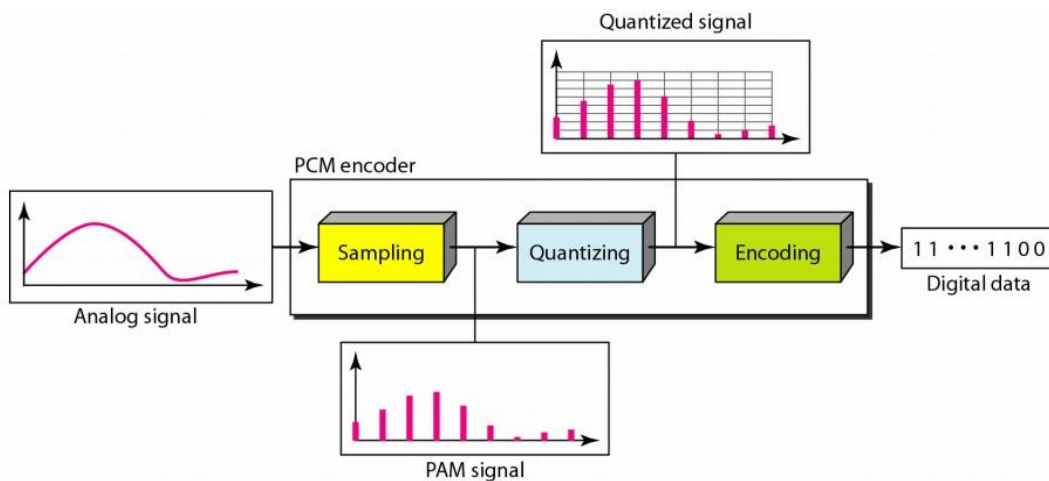 Quantized signal
PCM encoder
Sampling
Quantizing
Encoding
11•••1100
Digital data
Analog signal
PAM signal